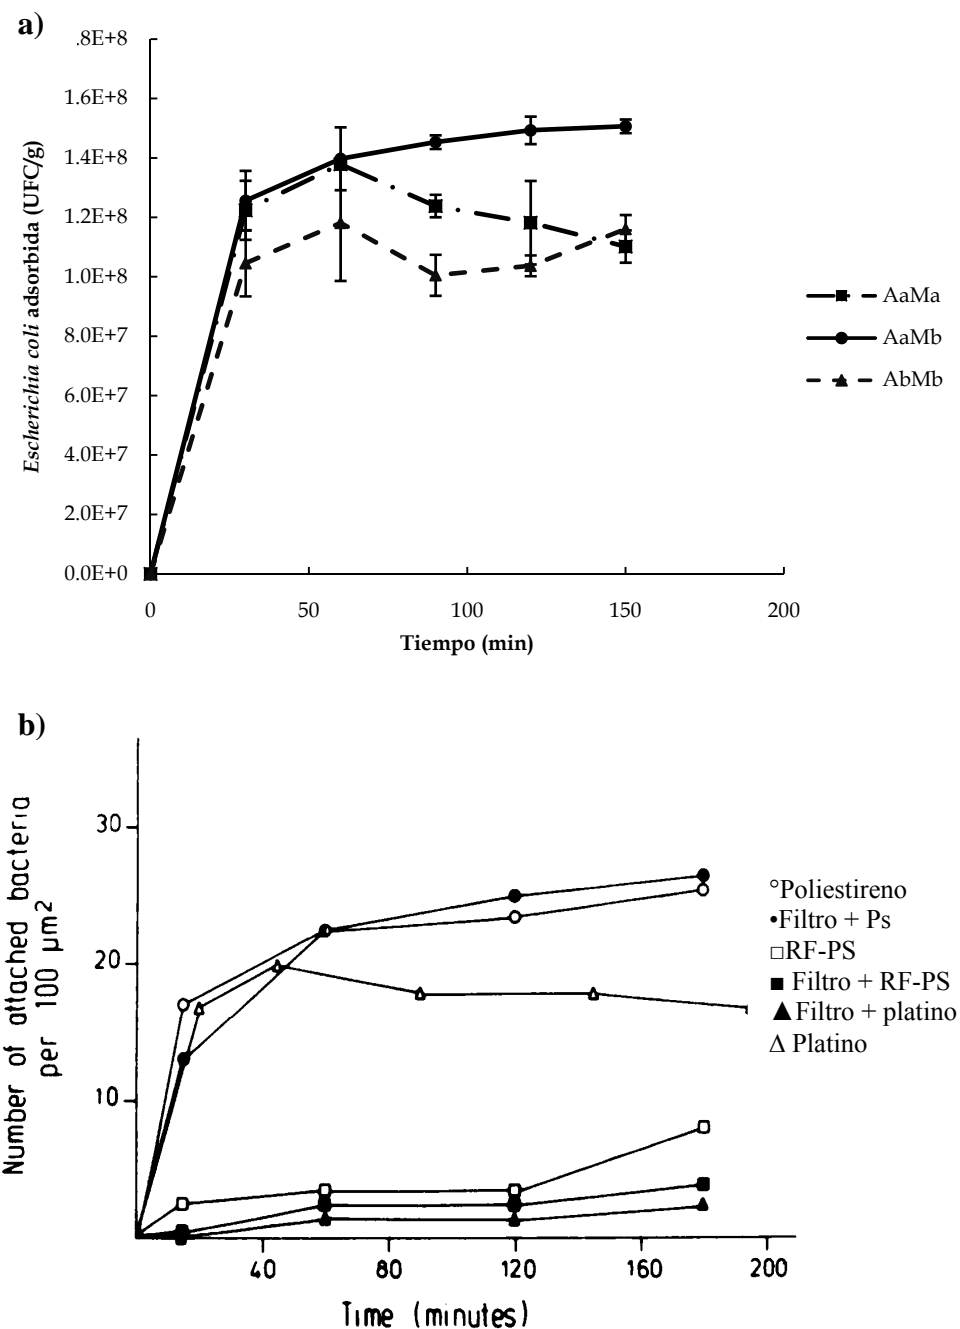 a)
.8E+8
1.6E+8
1.4E+8
1.2E+8
1.0E+8
8.0E+7
6.0E+7
4.0E+7
2.0E+7
0.0E+0
Escherichia coli adsorbida (UFC/g)
0 50 100 150 200
Tiempo (min)
AaMa
AaMb
AbMb
b)
Number of attached bacteria
per 100 µm²
30
20
10
40 80 120 160 200
Time (minutes)
°Poliestireno
•Filtro + Ps
□RF-PS
■ Filtro + RF-PS
▲Filtro + platino
Δ Platino